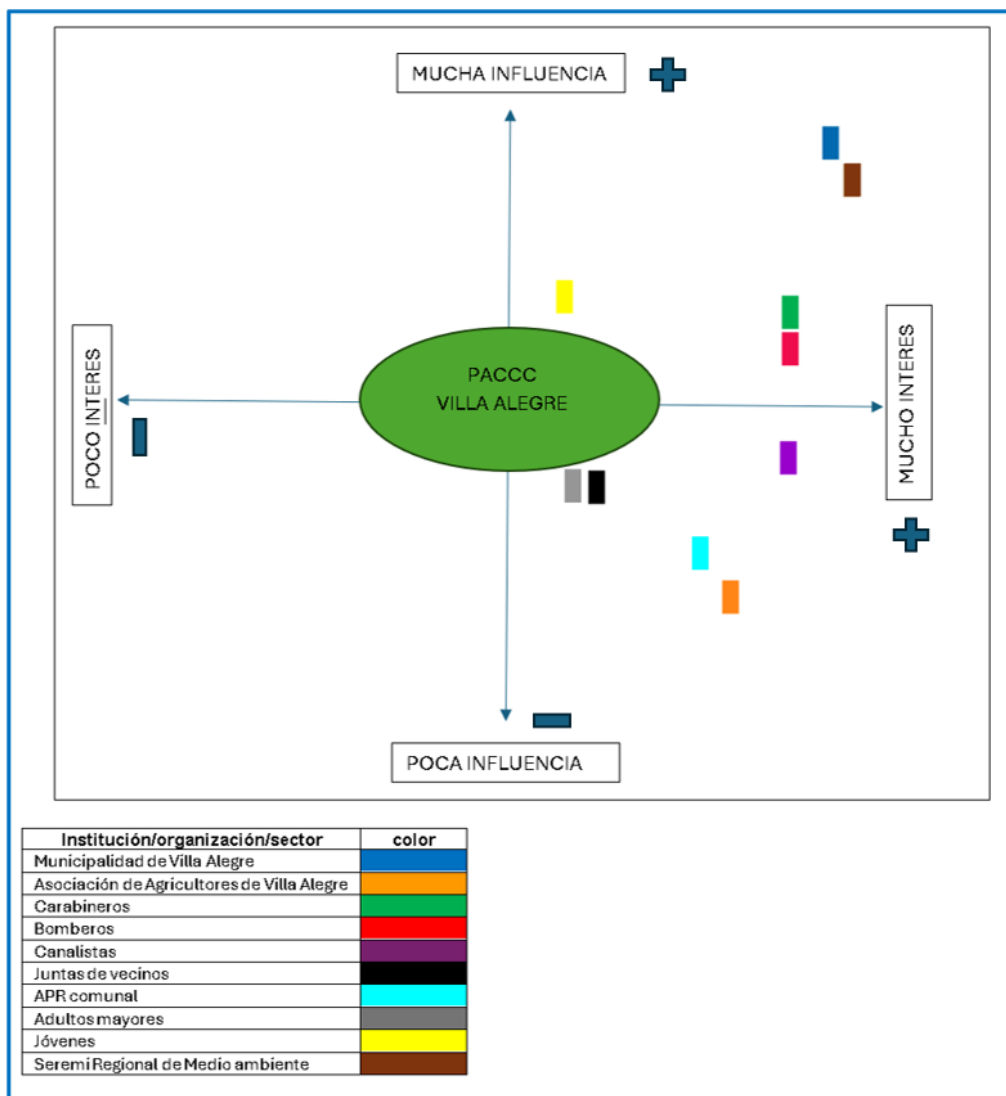 MUCHA INFLUENCIA
POCO INTERES
PACCC
VILLA ALEGRE
MUCHO INTERES
POCA INFLUENCIA
Institución/organización/sector color
Municipalidad de Villa Alegre
Asociación de Agricultores de Villa Alegre
Carabineros
Bomberos
Canalistas
Juntas de vecinos
APR comunal
Adultos mayores
Jóvenes
Seremi Regional de Medio ambiente